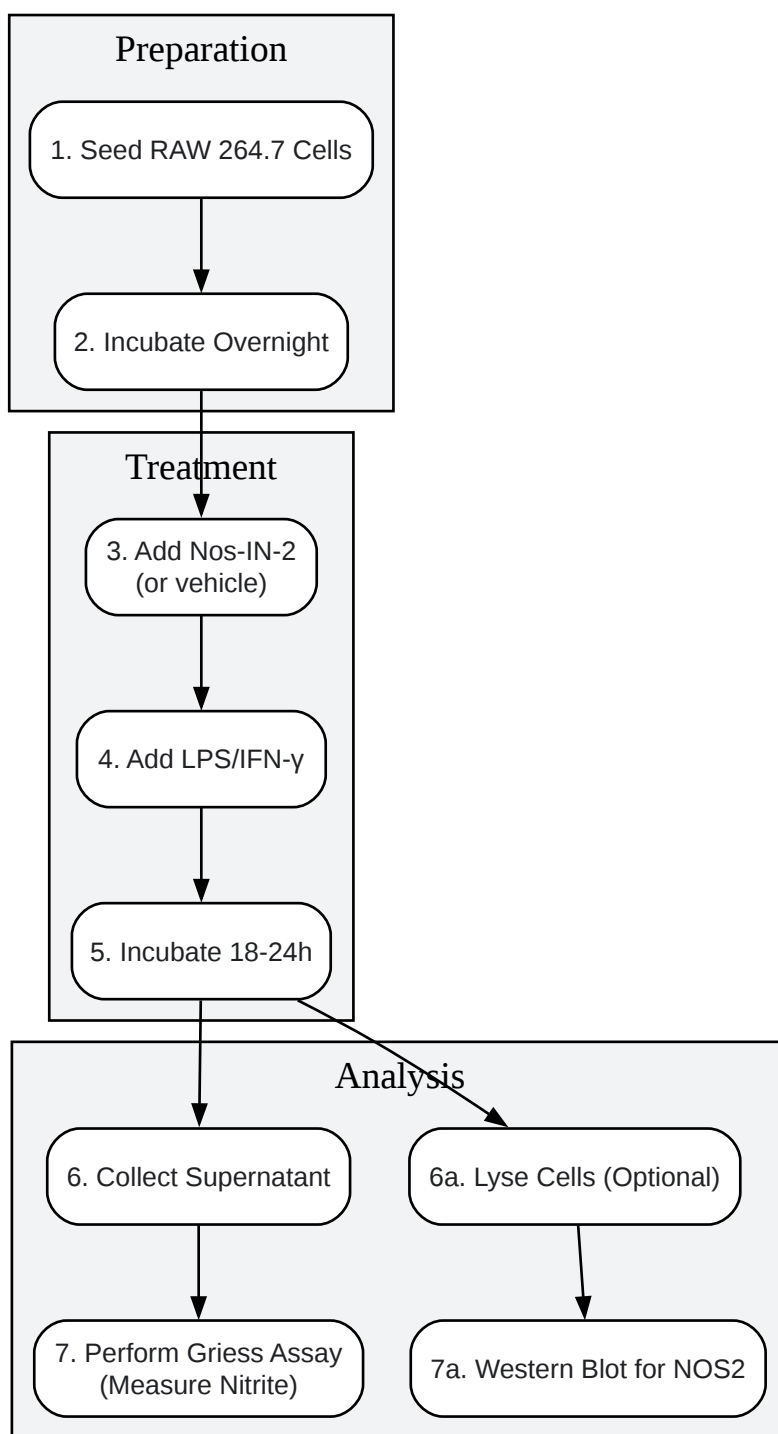 Preparation
1. Seed RAW 264.7 Cells
2. Incubate Overnight
Treatment
3. Add Nos-IN-2
(or vehicle)
4. Add LPS/IFN-γ
5. Incubate 18-24h
Analysis
6. Collect Supernatant
6a. Lyse Cells (Optional)
7. Perform Griess Assay
(Measure Nitrite)
7a. Western Blot for NOS2